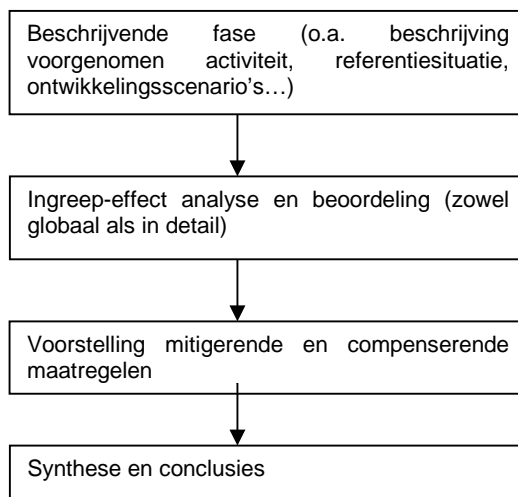 Beschrijvende fase (o.a. beschrijving
voorgenomen activiteit, referentiesituatie,
ontwikkelingsscenario's…)
Ingreep-effect analyse en beoordeling (zowel
globaal als in detail)
Voorstelling mitigerende en compenserende
maatregelen
Synthese en conclusies